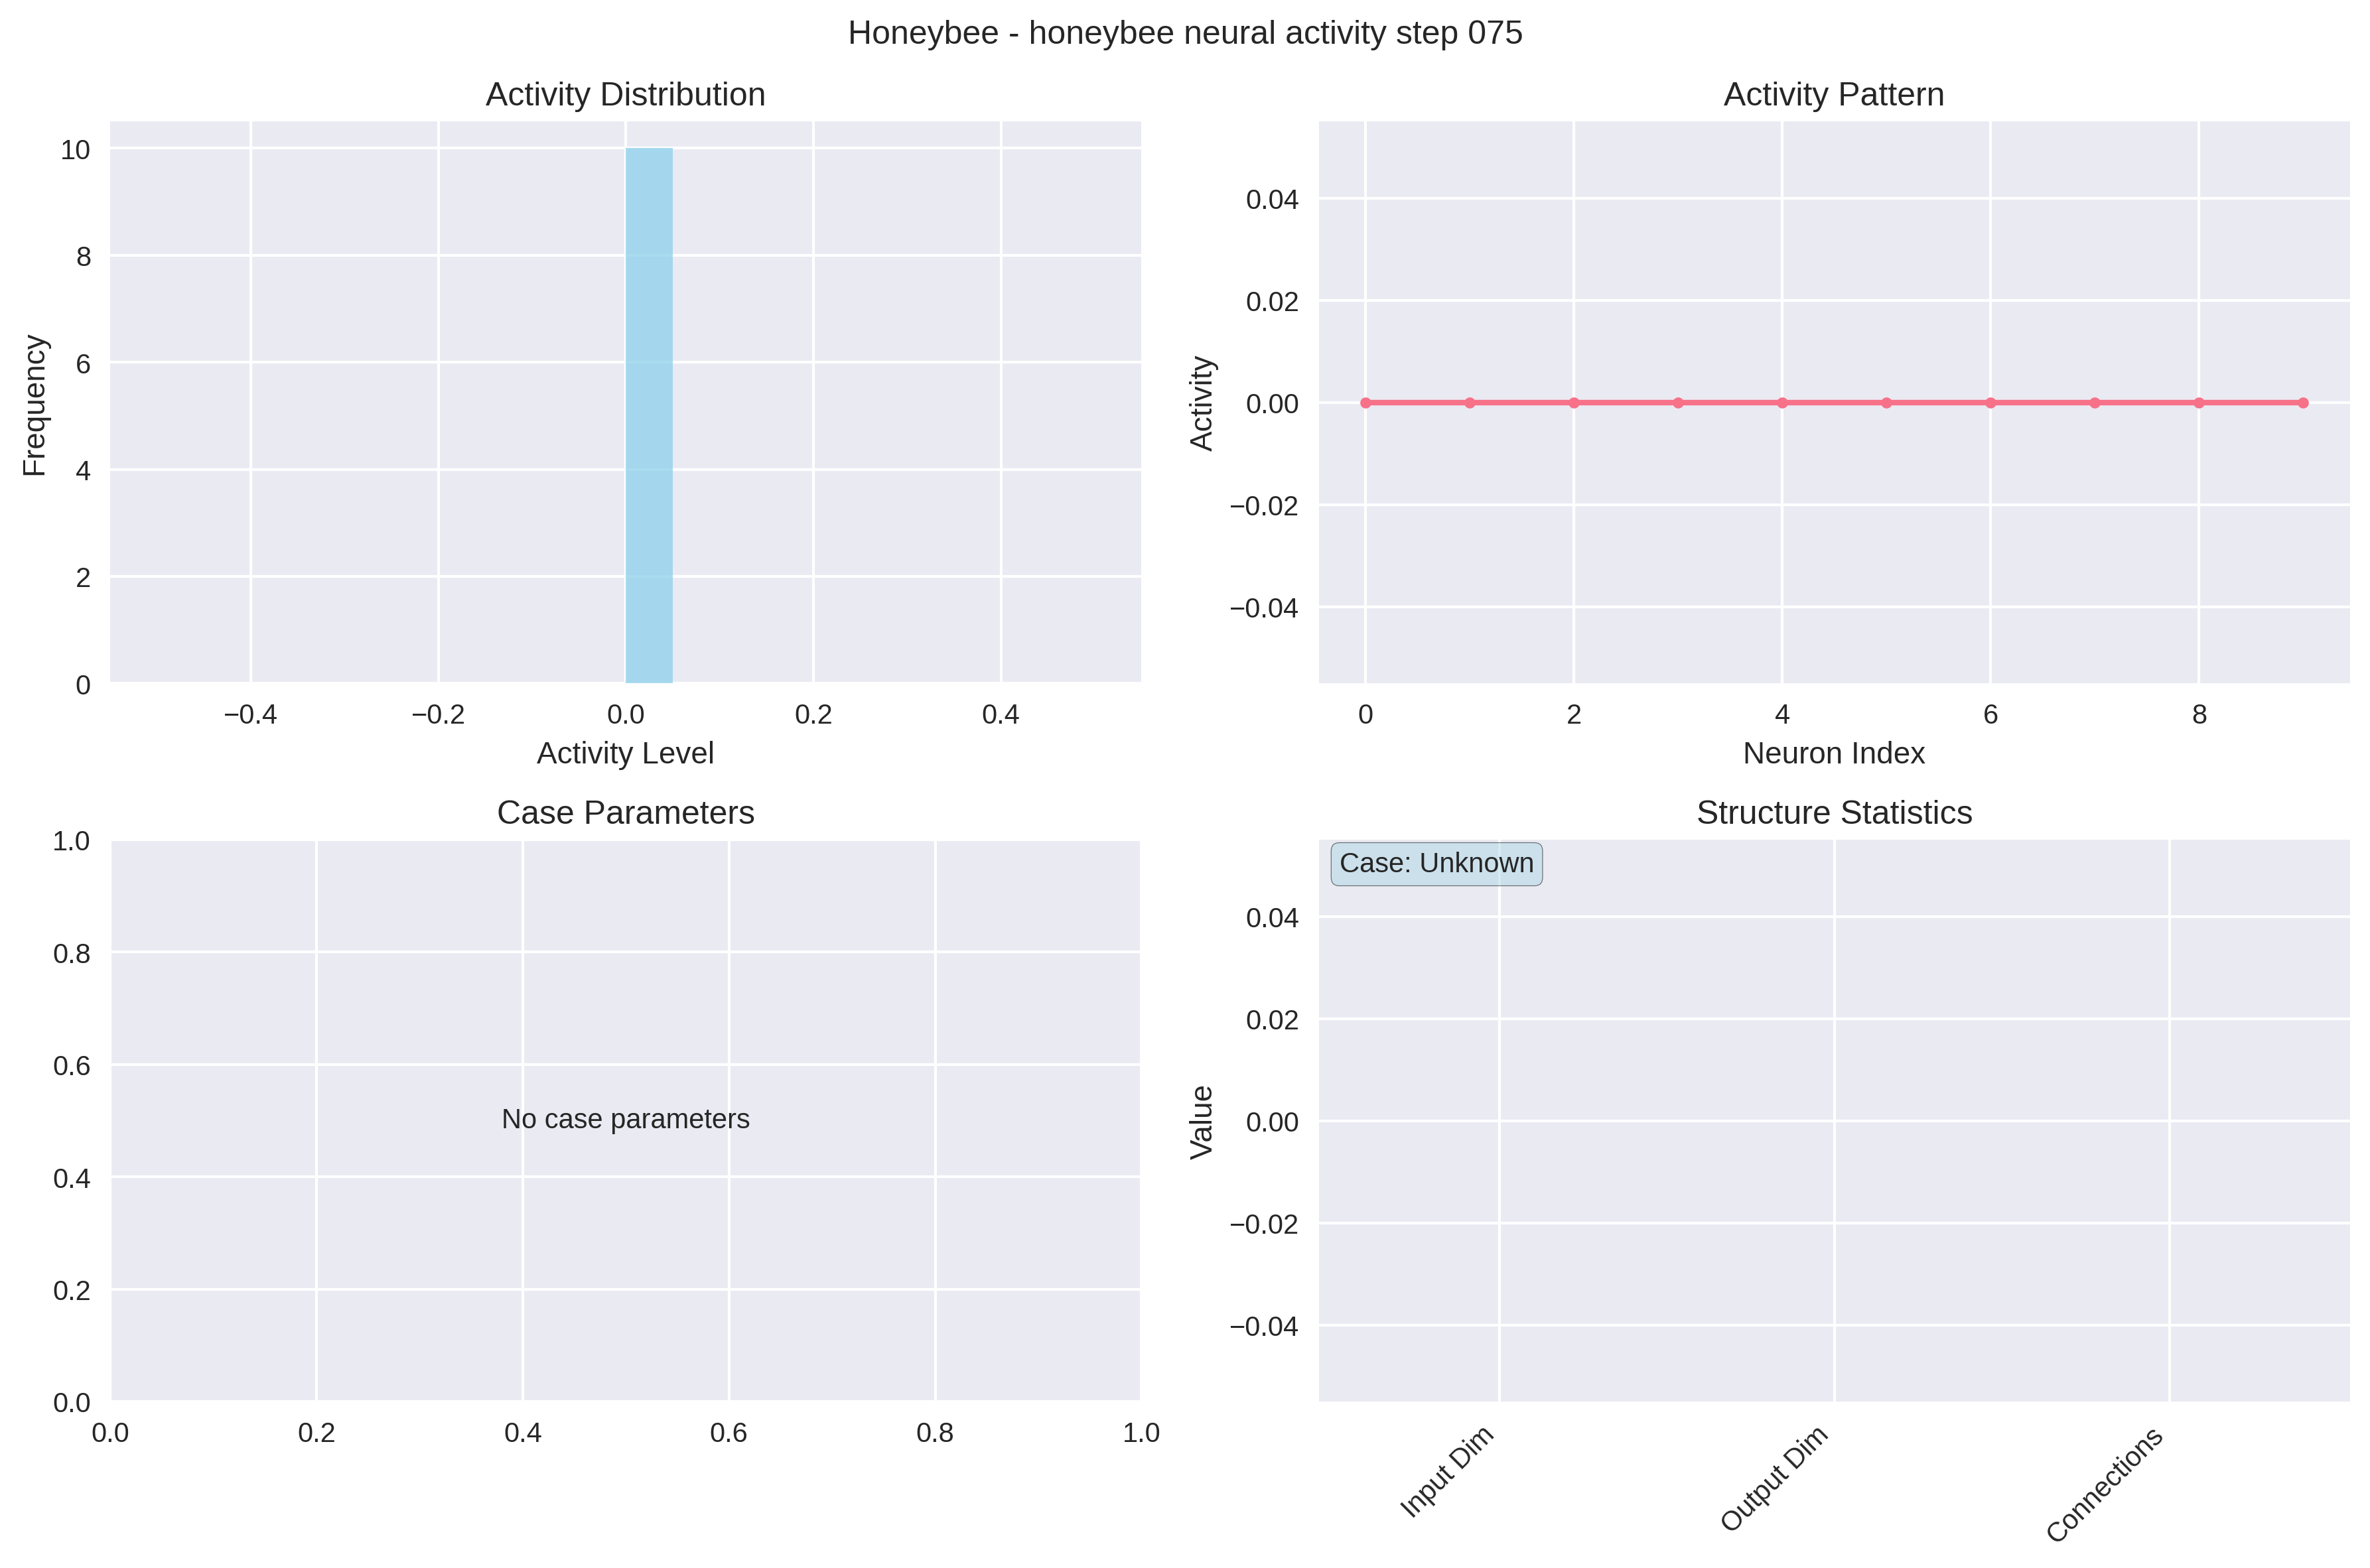 Honeybee - honeybee neural activity step 075
Activity Distribution
10
8
6
4
2
0
Frequency
−0.4 −0.2 0.0 0.2 0.4
Activity Level
Activity Pattern
0.04
0.02
0.00
−0.02
−0.04
Activity
0 2 4 6 8
Neuron Index
Case Parameters
1.0
0.8
0.6
0.4
0.2
0.0
No case parameters
0.0 0.2 0.4 0.6 0.8 1.0
Structure Statistics
Case: Unknown
0.04
0.02
0.00
−0.02
−0.04
Value
Input Dim
Output Dim
Connections